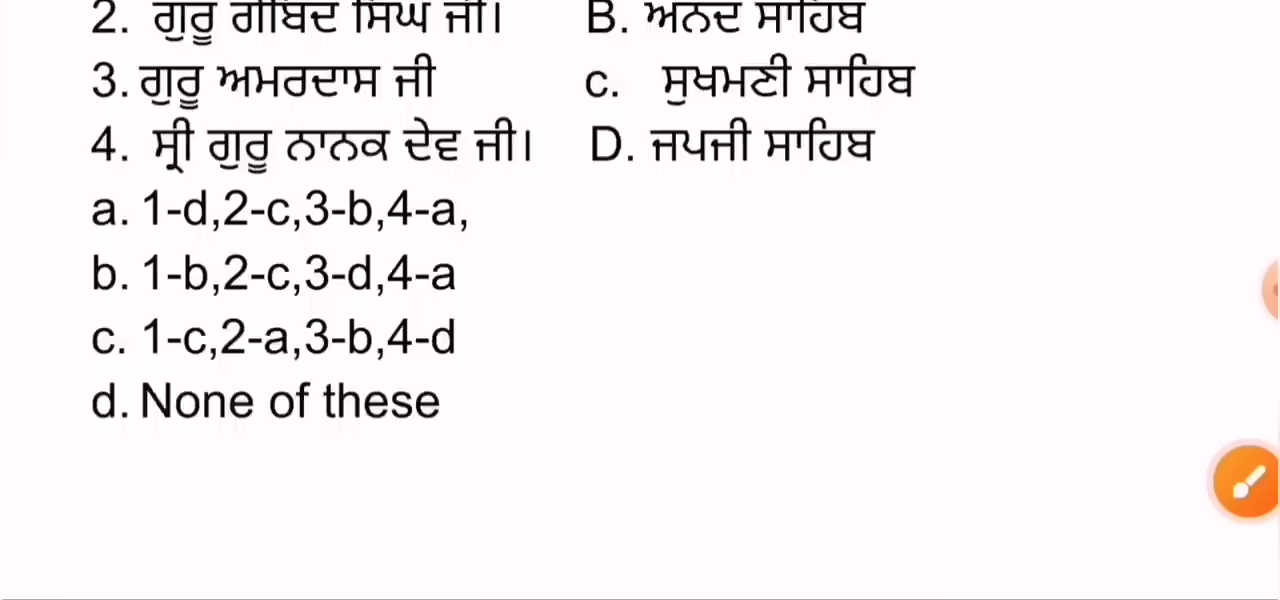 2. ਗੁਰੂ ਗੋਬਿੰਦ ਸਿੰਘ ਜੀ। B. ਅਨੰਦ ਸਾਹਿਬ
3. ਗੁਰੂ ਅਮਰਦਾਸ ਜੀ c. ਸੁਖਮਣੀ ਸਾਹਿਬ
4. ਸ੍ਰੀ ਗੁਰੂ ਨਾਨਕ ਦੇਵ ਜੀ। D. ਜਪਜੀ ਸਾਹਿਬ
a. 1-d,2-c,3-b,4-a,
b. 1-b,2-c,3-d,4-a
c. 1-c,2-a,3-b,4-d
d. None of these